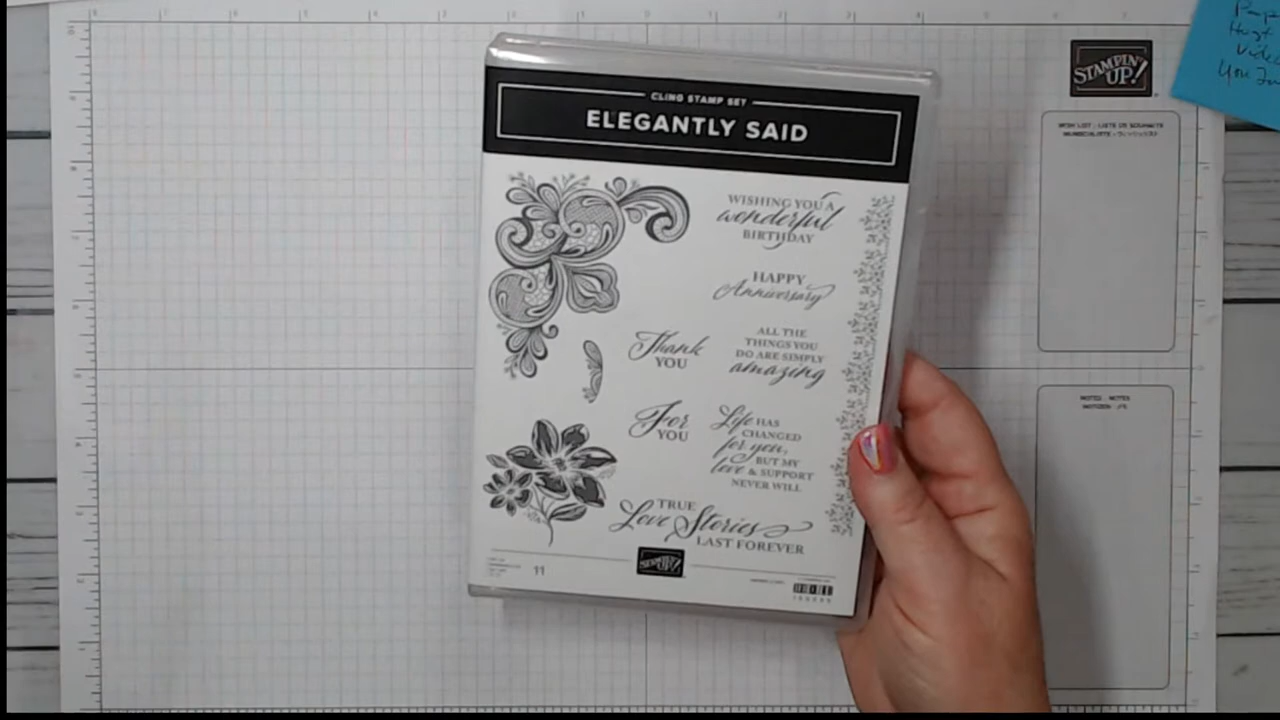 CLING STAMP SET
ELEGANTLY SAID
WISHING YOU A
wonderful
BIRTHDAY
HAPPY
Anniversary
Thank
YOU
ALL THE
THINGS YOU
DO ARE SIMPLY
amazing
For
YOU
Life HAS
CHANGED
for you,
BUT MY
love & SUPPORT
NEVER WILL
TRUE
Love Stories
LAST FOREVER
STAMPIN' UP!
11
STAMPIN' UP!
WISH LIST • LISTE DE SOUHAITS
NOTES • NOTES